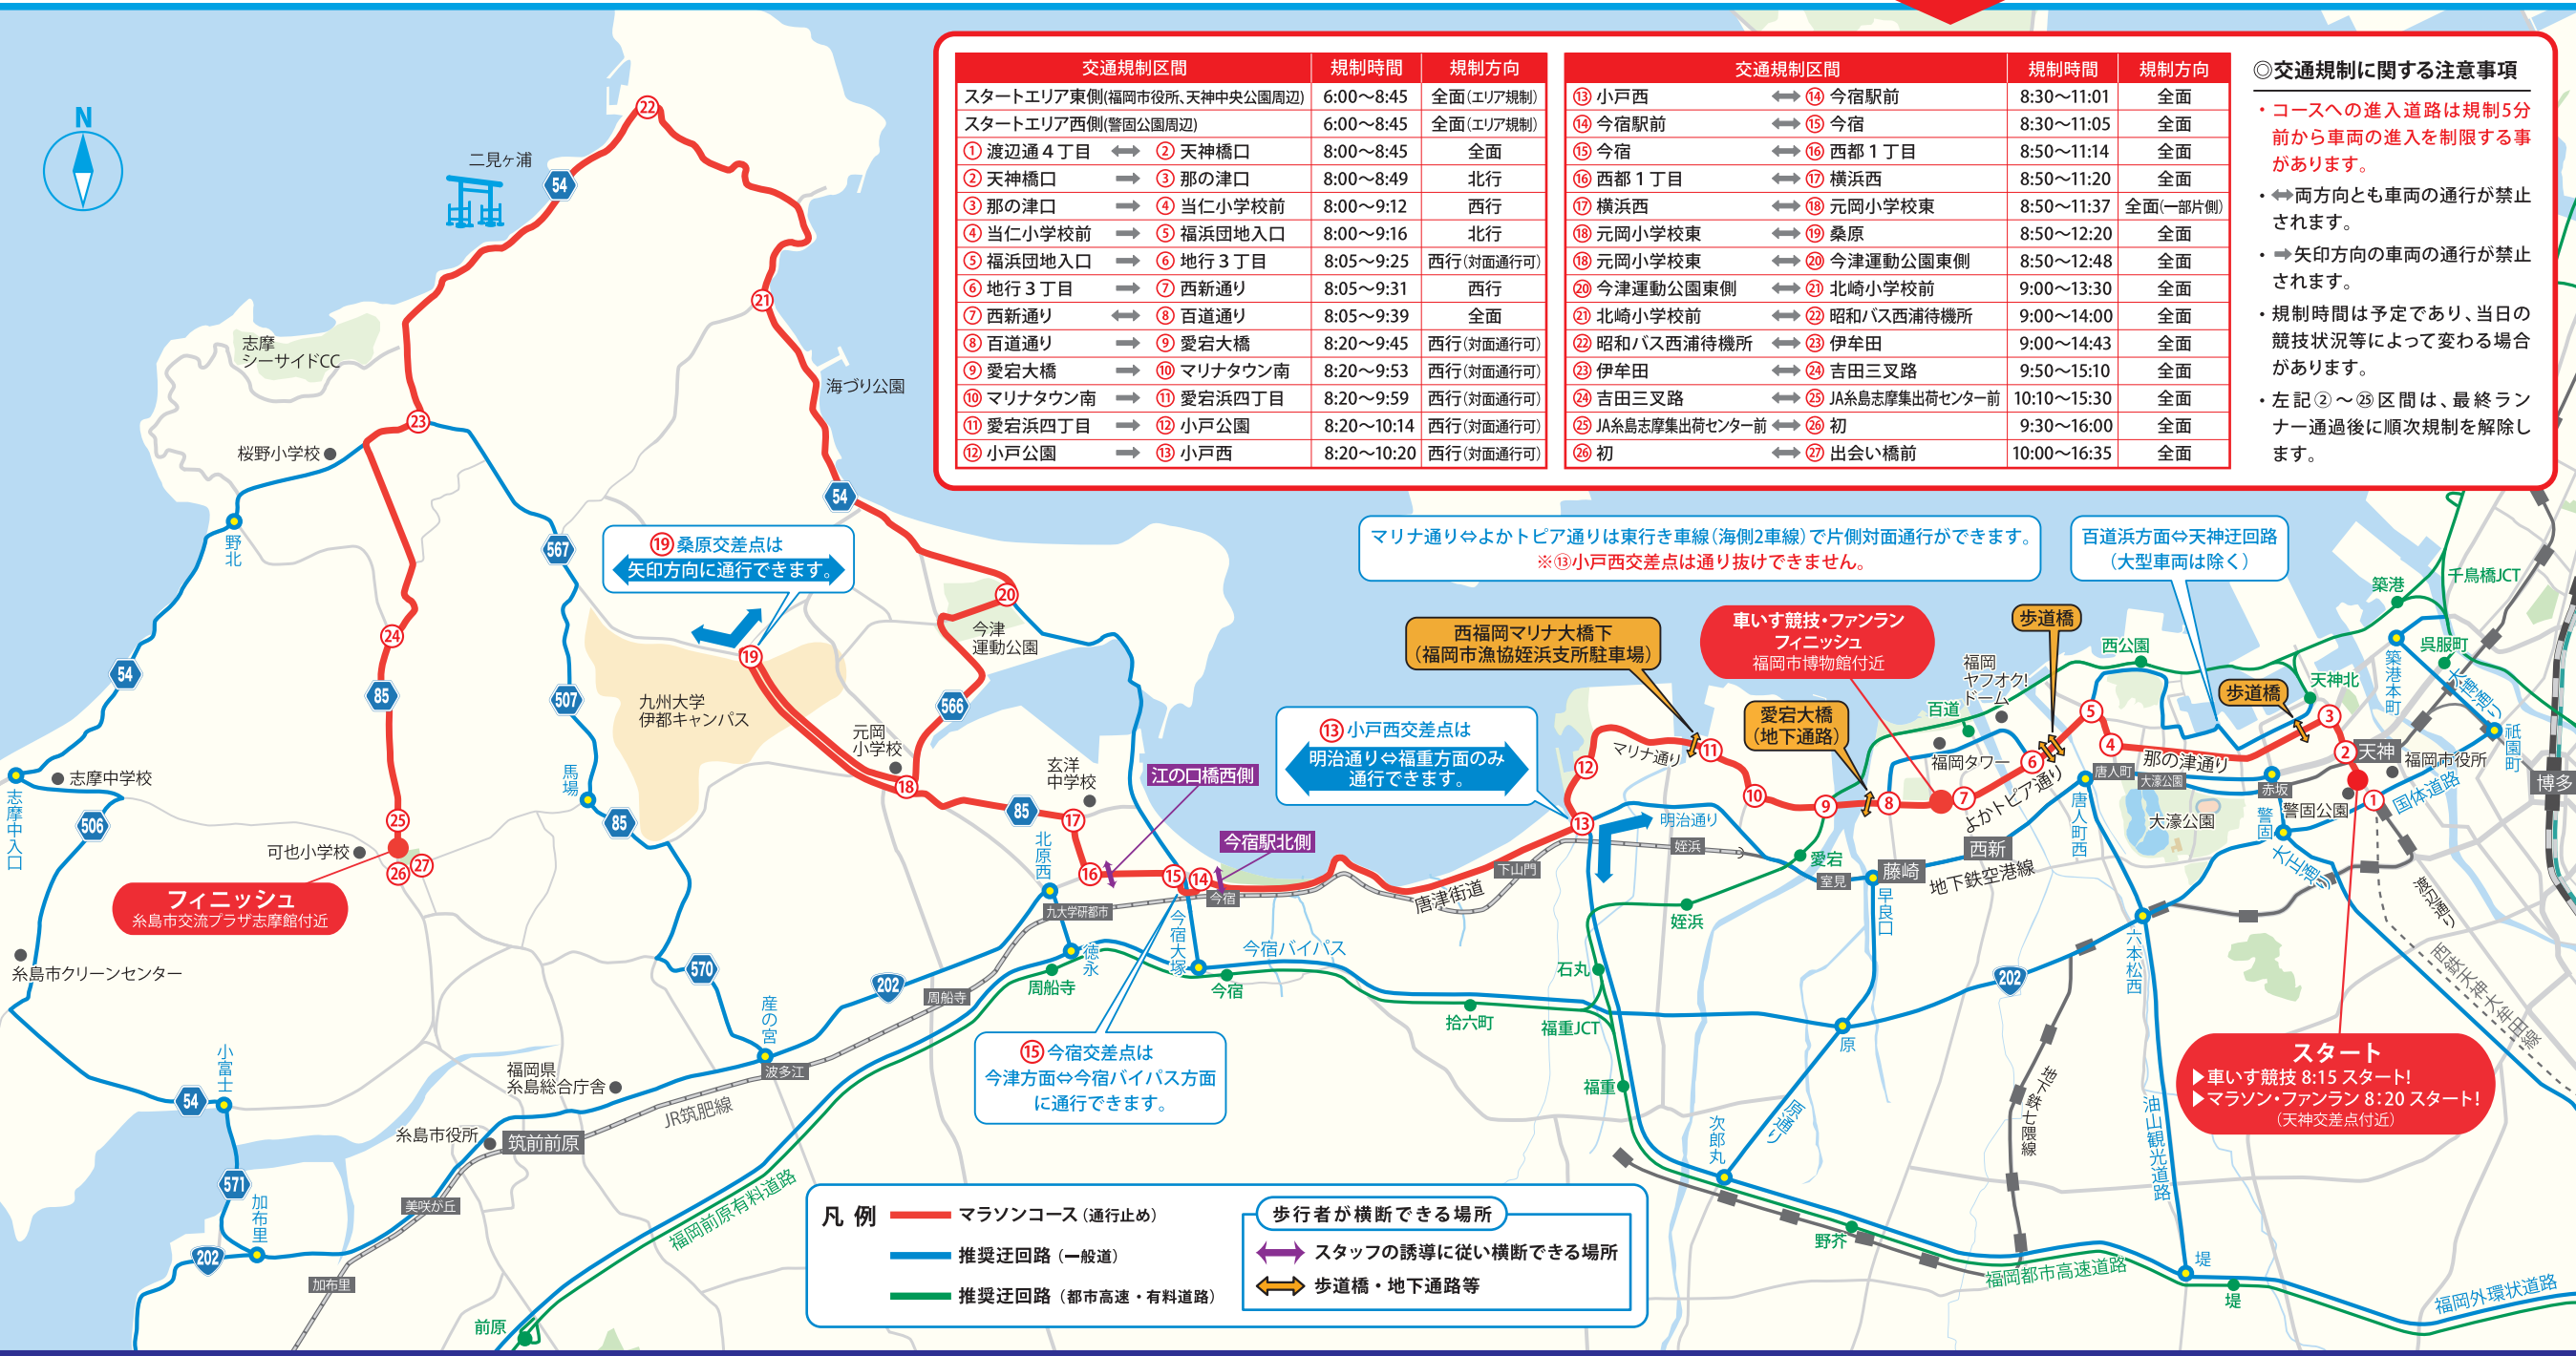 交通規制区間 規制時間 規制方向
スタートエリア東側(福岡市役所、天神中央公園周辺) 6:00〜8:45 全面(エリア規制)
スタートエリア西側(警固公園周辺) 6:00〜8:45 全面(エリア規制)
① 渡辺通4丁目 ⟷ ② 天神橋口 8:00〜8:45 全面
② 天神橋口 → ③ 那の津口 8:00〜8:49 北行
③ 那の津口 → ④ 当仁小学校前 8:00〜9:12 西行
④ 当仁小学校前 → ⑤ 福浜団地入口 8:00〜9:16 北行
⑤ 福浜団地入口 → ⑥ 地行3丁目 8:05〜9:25 西行(対面通行可)
⑥ 地行3丁目 → ⑦ 西新通り 8:05〜9:31 西行
⑦ 西新通り ⟷ ⑧ 百道通り 8:05〜9:39 全面
⑧ 百道通り → ⑨ 愛宕大橋 8:20〜9:45 西行(対面通行可)
⑨ 愛宕大橋 → ⑩ マリナタウン南 8:20〜9:53 西行(対面通行可)
⑩ マリナタウン南 → ⑪ 愛宕浜四丁目 8:20〜9:59 西行(対面通行可)
⑪ 愛宕浜四丁目 → ⑫ 小戸公園 8:20〜10:14 西行(対面通行可)
⑫ 小戸公園 → ⑬ 小戸西 8:20〜10:20 西行(対面通行可)
交通規制区間 規制時間 規制方向
⑬ 小戸西 ⟷ ⑭ 今宿駅前 8:30〜11:01 全面
⑭ 今宿駅前 ⟷ ⑮ 今宿 8:30〜11:05 全面
⑮ 今宿 ⟷ ⑯ 西都1丁目 8:50〜11:14 全面
⑯ 西都1丁目 ⟷ ⑰ 横浜西 8:50〜11:20 全面
⑰ 横浜西 ⟷ ⑱ 元岡小学校東 8:50〜11:37 全面(一部片側)
⑱ 元岡小学校東 ⟷ ⑲ 桑原 8:50〜12:20 全面
⑱ 元岡小学校東 ⟷ ⑳ 今津運動公園東側 8:50〜12:48 全面
⑳ 今津運動公園東側 ⟷ ㉑ 北崎小学校前 9:00〜13:30 全面
㉑ 北崎小学校前 ⟷ ㉒ 昭和バス西浦待機所 9:00〜14:00 全面
㉒ 昭和バス西浦待機所 ⟷ ㉓ 伊牟田 9:00〜14:43 全面
㉓ 伊牟田 ⟷ ㉔ 吉田三叉路 9:50〜15:10 全面
㉔ 吉田三叉路 ⟷ ㉕ JA糸島志摩集出荷センター前 10:10〜15:30 全面
㉕ JA糸島志摩集出荷センター前 ⟷ ㉖ 初 9:30〜16:00 全面
㉖ 初 ⟷ ㉗ 出会い橋前 10:00〜16:35 全面
◎交通規制に関する注意事項
・コースへの進入道路は規制5分
前から車両の進入を制限する事
があります。
・⟷両方向とも車両の通行が禁止
されます。
・→矢印方向の車両の通行が禁止
されます。
・規制時間は予定であり、当日の
競技状況等によって変わる場合
があります。
・左記②〜㉕区間は、最終ラン
ナー通過後に順次規制を解除し
ます。
N
二見ヶ浦
54
㉒
㉑
志摩
シーサイドCC
海づり公園
㉓
桜野小学校
54
野北
567
⑲桑原交差点は
矢印方向に通行できます。
マリナ通り⇔よかトピア通りは東行き車線(海側2車線)で片側対面通行ができます。
※⑬小戸西交差点は通り抜けできません。
百道浜方面⇔天神迂回路
(大型車両は除く)
千鳥橋JCT
築港
⑳
今津
運動公園
㉔
⑲
54
85
507
566
九州大学
伊都キャンパス
元岡
小学校
西福岡マリナ大橋下
(福岡市漁協姪浜支所駐車場)
車いす競技・ファンラン
フィニッシュ
福岡市博物館付近
歩道橋
西公園
呉服町
築港本町
大博通り
祇園町
福岡
ヤフオク!
ドーム
歩道橋
天神北
愛宕大橋
(地下通路)
百道
福岡タワー
⑬小戸西交差点は
明治通り⇔福重方面のみ
通行できます。
マリナ通り
⑪
⑫
⑩
⑨
⑧
⑦
⑥
⑤
④
③
②
①
那の津通り
よかトピア通り
天神
福岡市役所
国体道路
博多
唐人町
大濠公園
赤坂
警固公園
警固
大正通り
渡辺通り
唐人町西
大濠公園
志摩中学校
志摩中入口
506
馬場
85
⑱
85
⑰
玄洋
中学校
江の口橋西側
今宿駅北側
⑬
明治通り
姪浜
愛宕
室見
藤崎
西新
地下鉄空港線
早良口
㉕
㉖
㉗
可也小学校
フィニッシュ
糸島市交流プラザ志摩館付近
糸島市クリーンセンター
北原西
⑯
⑮
⑭
今宿
下山門
唐津街道
九大学研都市
徳永
今宿大塚
今宿バイパス
姪浜
石丸
六本松西
西鉄天神大牟田線
570
202
周船寺
周船寺
今宿
拾六町
福重JCT
202
産の宮
波多江
⑮今宿交差点は
今津方面⇔今宿バイパス方面
に通行できます。
原
福重
地下鉄七隈線
スタート
▶車いす競技 8:15 スタート!
▶マラソン・ファンラン 8:20 スタート!
(天神交差点付近)
小富士
54
福岡県
糸島総合庁舎
JR筑肥線
糸島市役所
筑前前原
次郎丸
原通り
油山観光道路
571
加布里
美咲が丘
福岡前原有料道路
202
加布里
前原
野芥
福岡都市高速道路
堤
堤
福岡外環状道路
凡例
マラソンコース(通行止め)
推奨迂回路(一般道)
推奨迂回路(都市高速・有料道路)
歩行者が横断できる場所
スタッフの誘導に従い横断できる場所
歩道橋・地下通路等